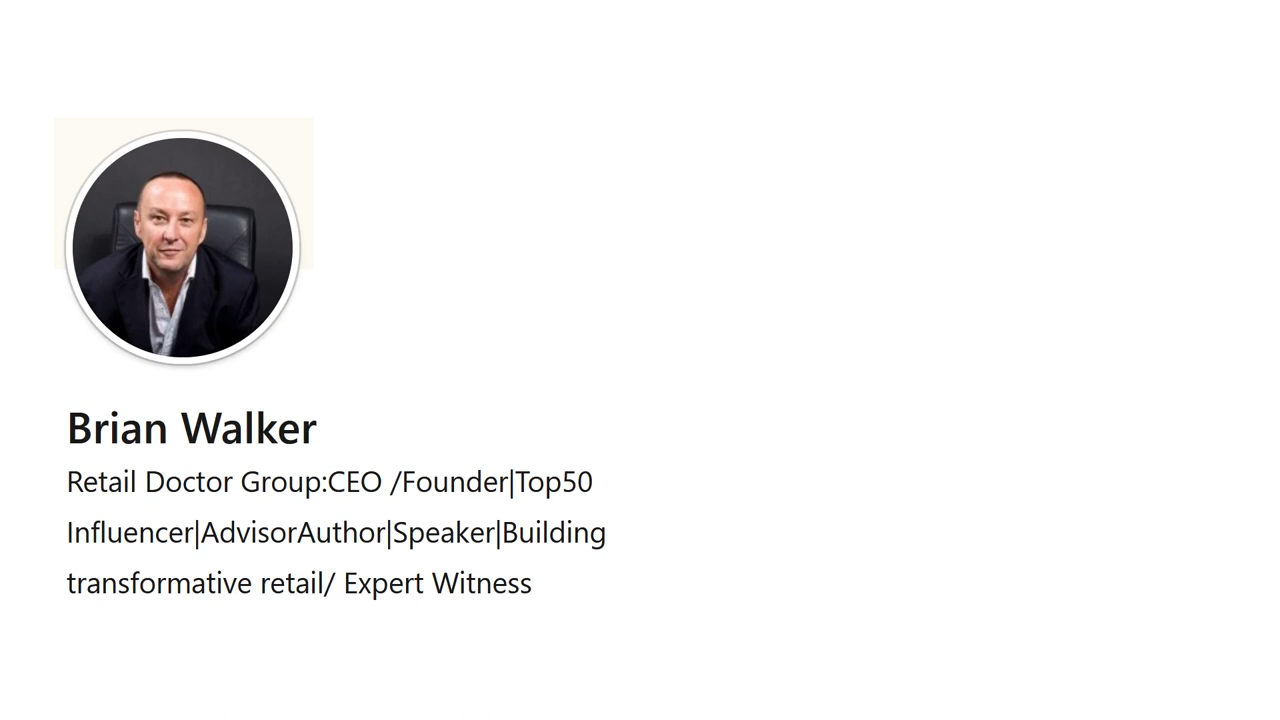 Brian Walker
Retail Doctor Group:CEO /Founder|Top50
Influencer|AdvisorAuthor|Speaker|Building
transformative retail/ Expert Witness